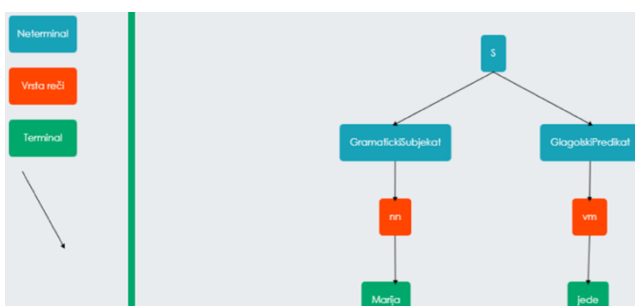 Neterminal
Vrsta reči
Terminal
S
GramatickiSubjekat
GlagolskiPredikat
nn
vm
Marija
jede